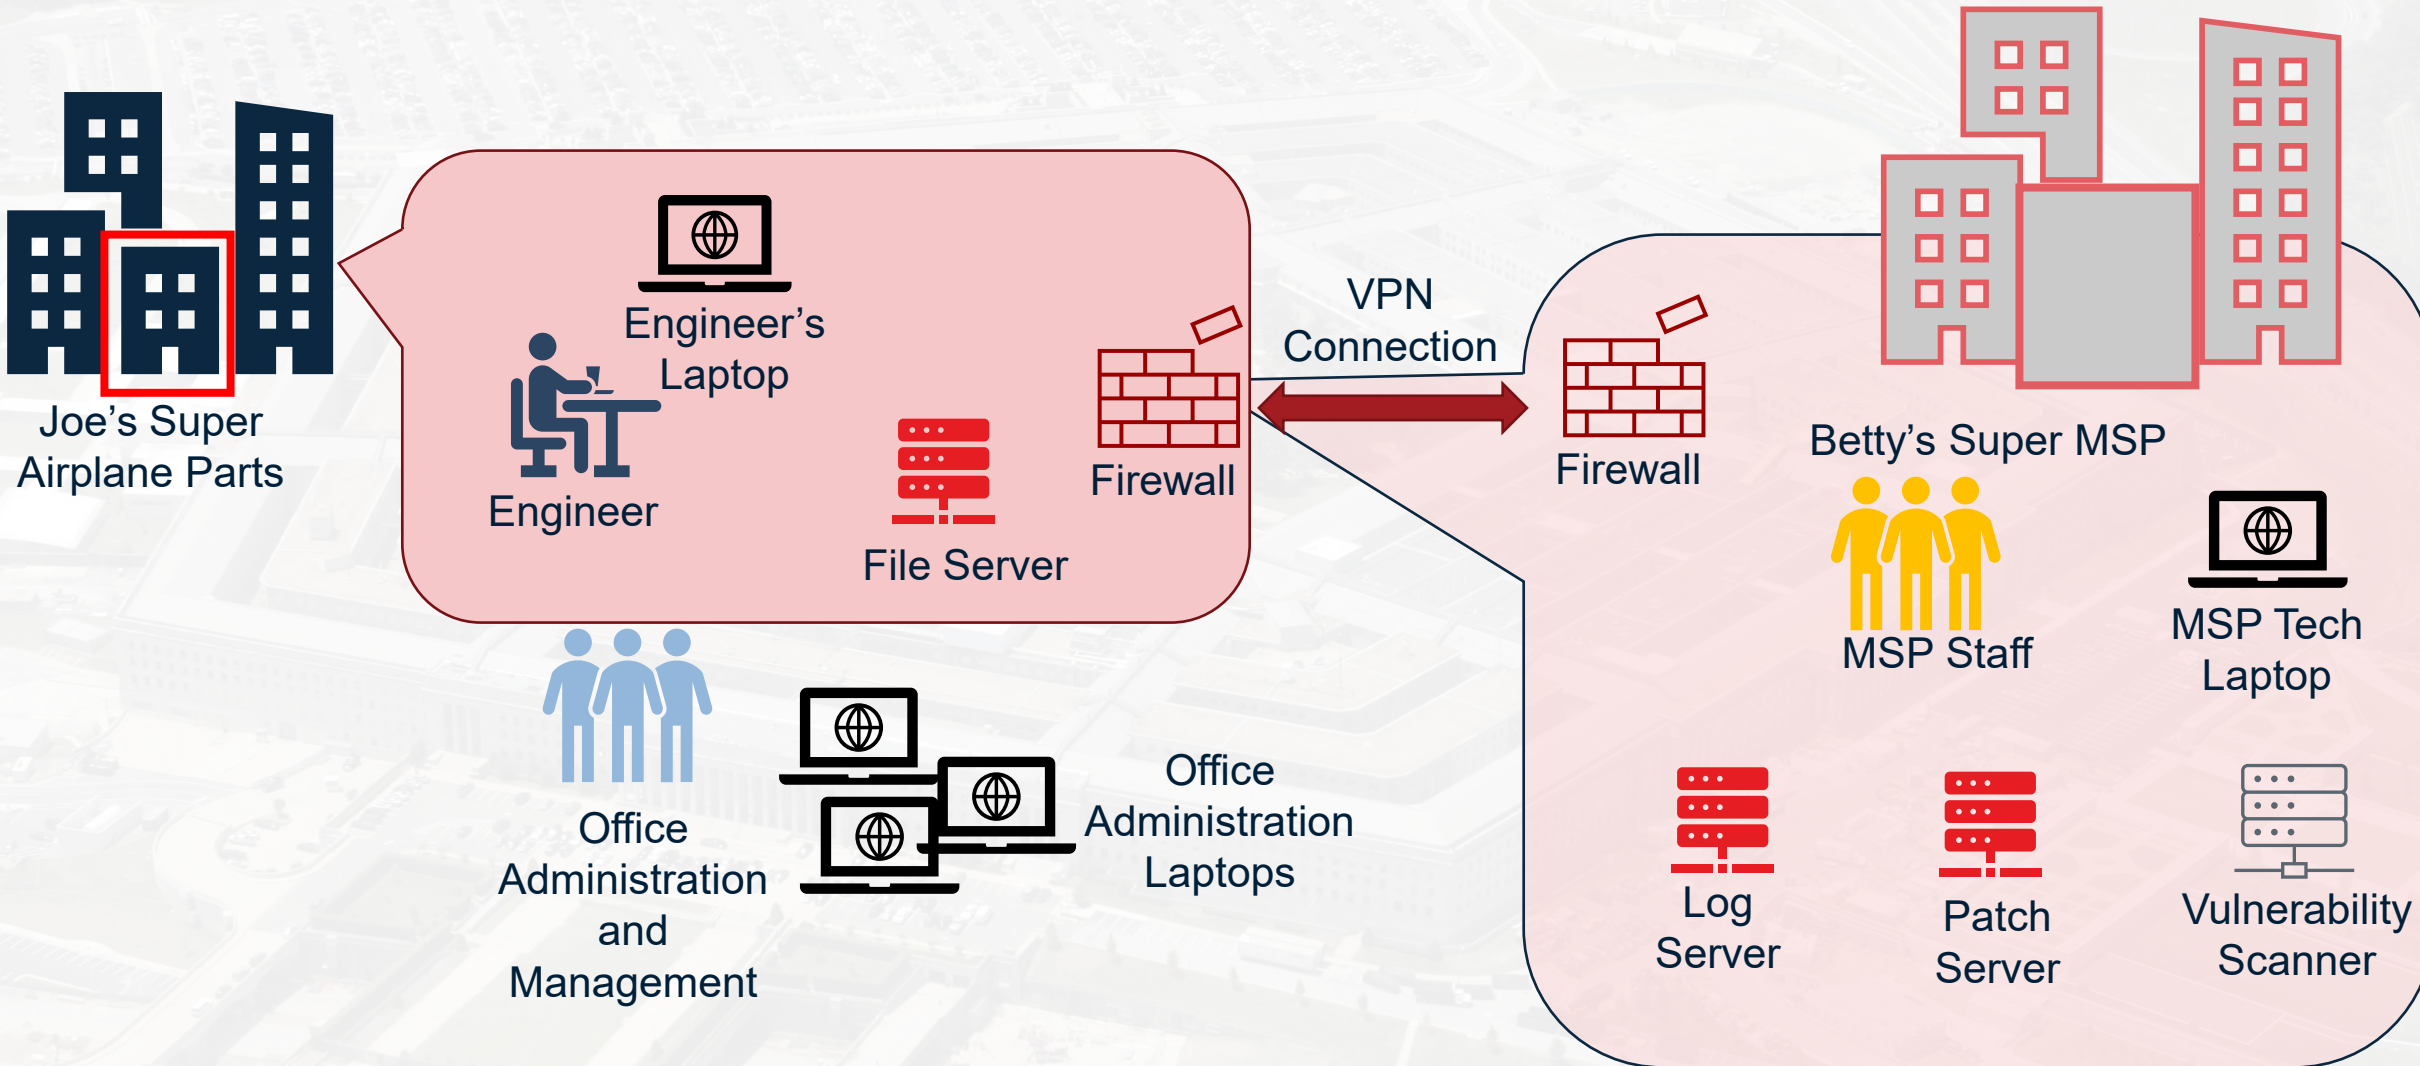 Joe’s Super
Airplane Parts
Engineer’s
Laptop
Engineer
File Server
Firewall
VPN
Connection
Firewall
Betty’s Super MSP
MSP Staff
MSP Tech
Laptop
Office
Administration
and
Management
Office
Administration
Laptops
Log
Server
Patch
Server
Vulnerability
Scanner